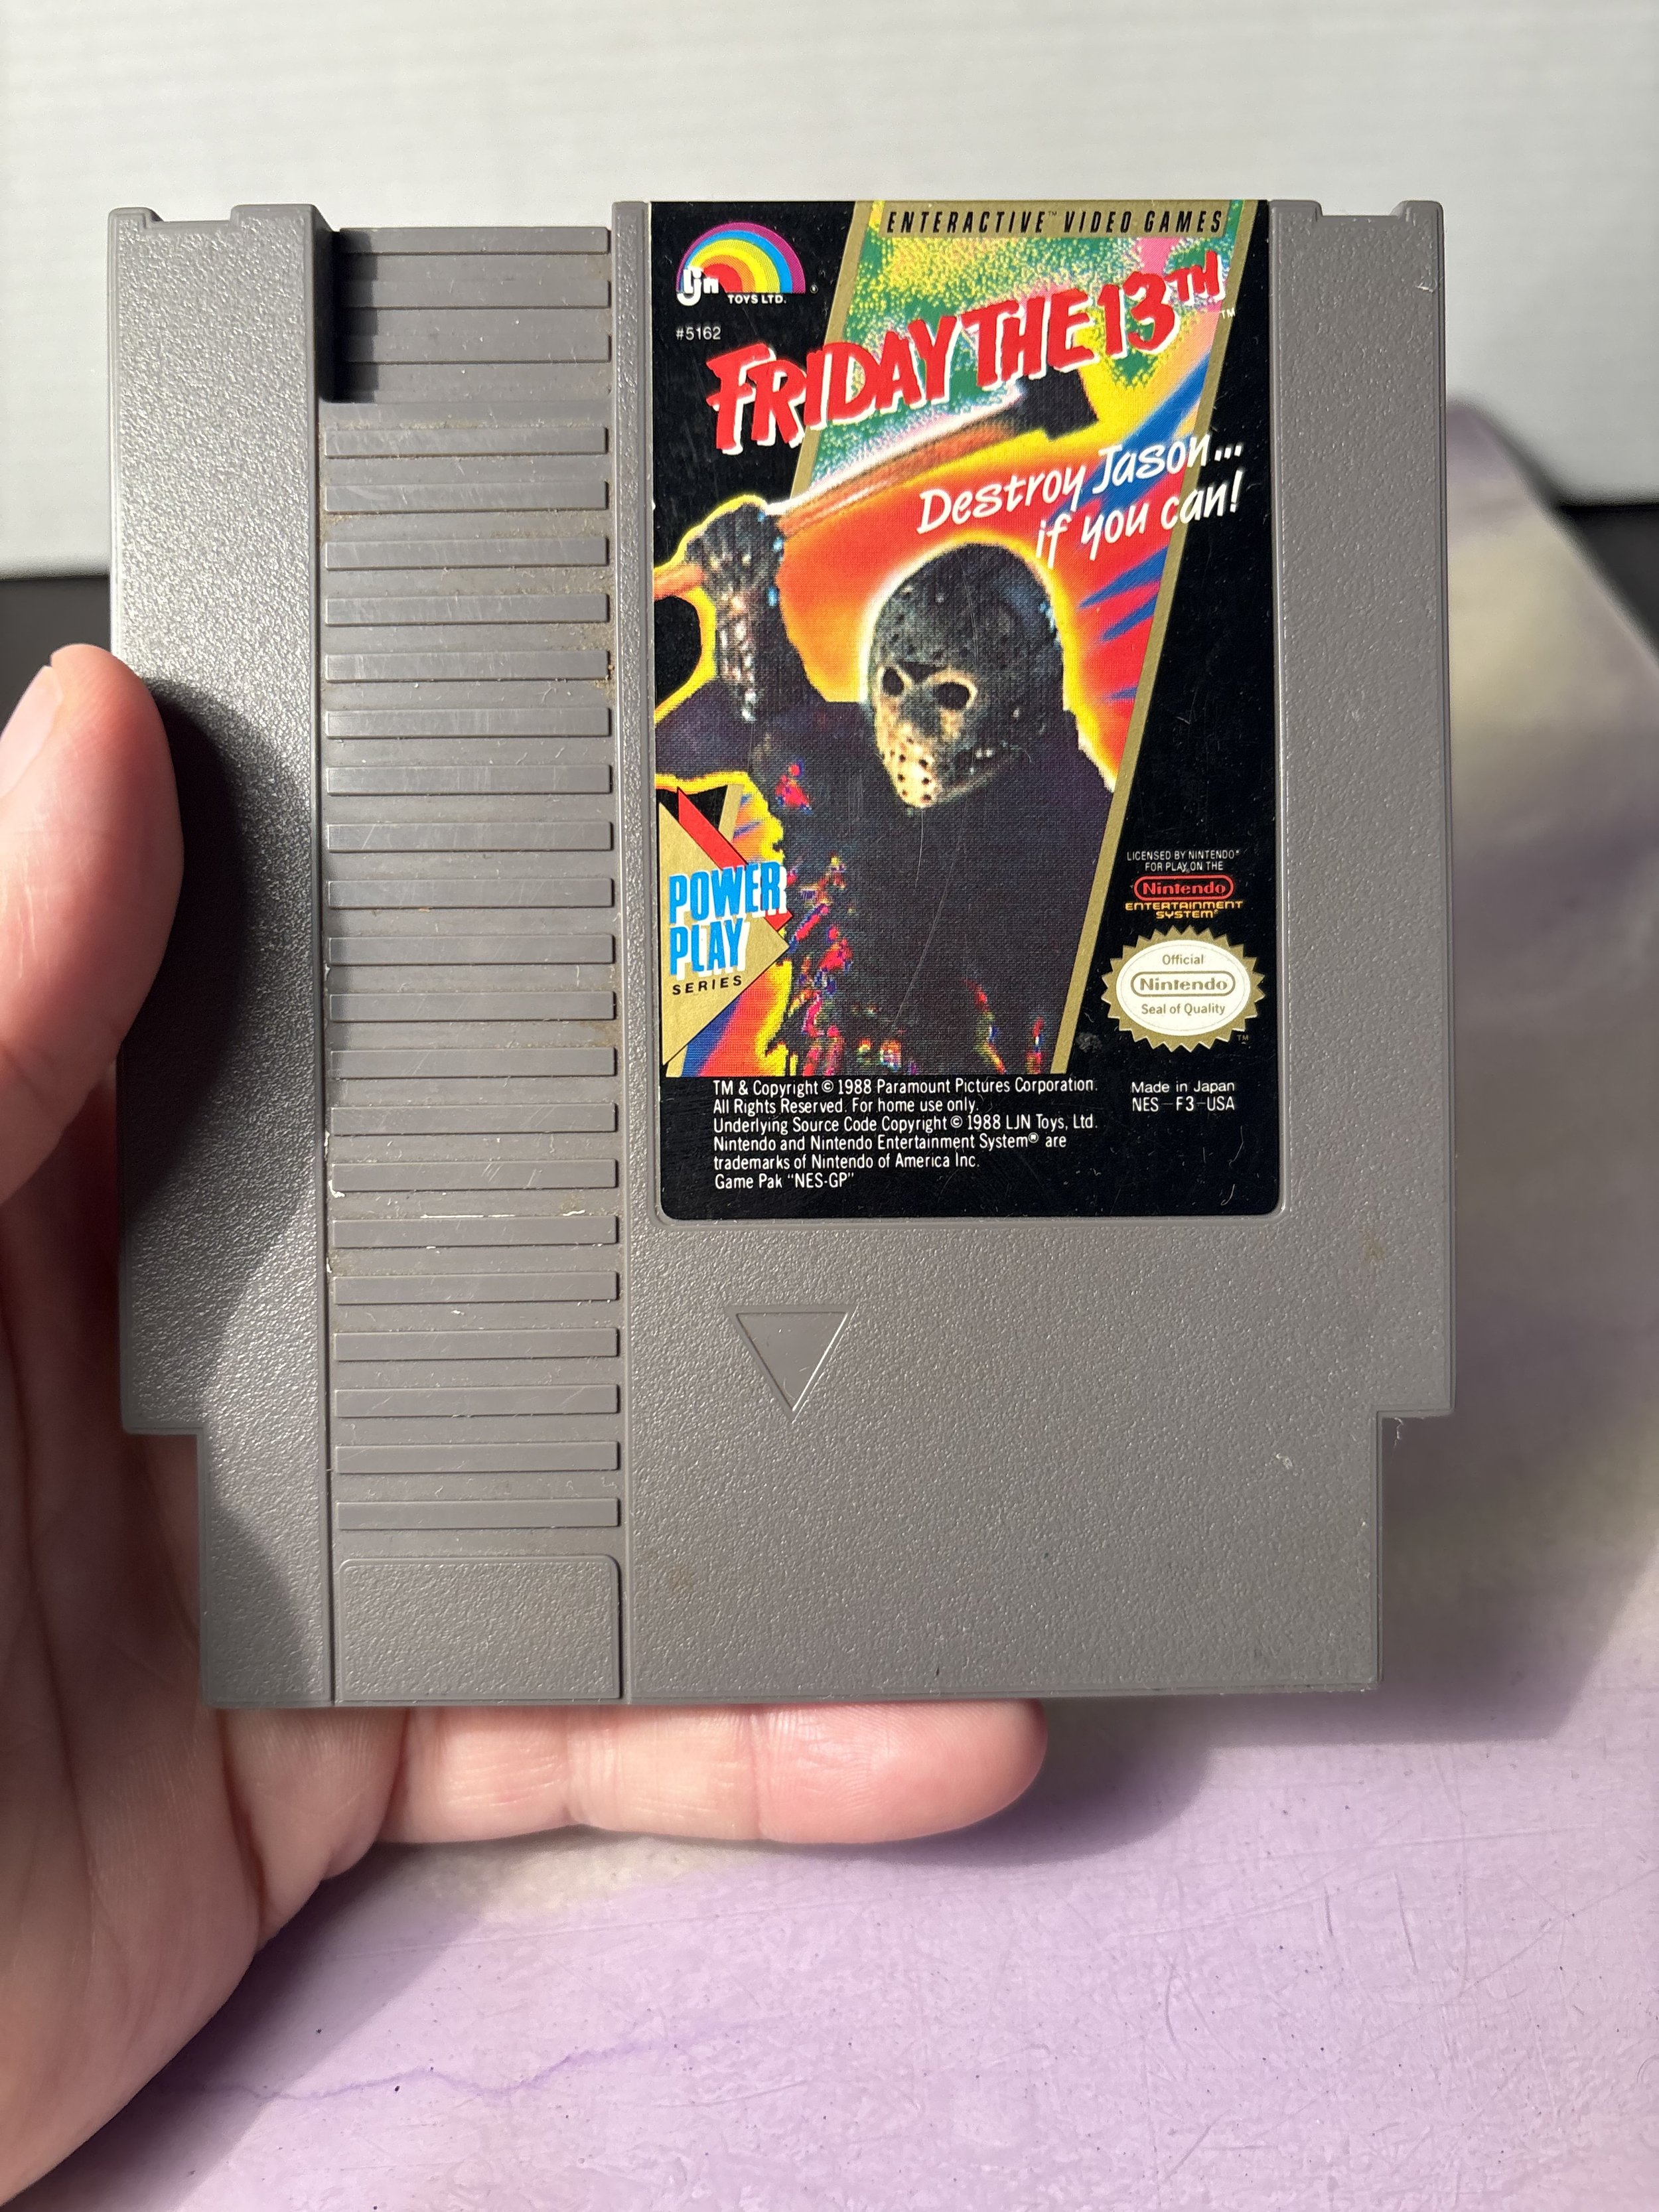 ENTERACTIVE™ VIDEO GAMES
LJN
TOYS LTD.®
#5162
FRIDAY THE 13TH™
Destroy Jason...
if you can!
POWER
PLAY
SERIES
LICENSED BY NINTENDO®
FOR PLAY ON THE
Nintendo
ENTERTAINMENT
SYSTEM®
Official
Nintendo
Seal of Quality
TM
TM & Copyright © 1988 Paramount Pictures Corporation.
All Rights Reserved. For home use only.
Underlying Source Code Copyright © 1988 LJN Toys, Ltd.
Nintendo and Nintendo Entertainment System® are
trademarks of Nintendo of America Inc.
Game Pak "NES-GP"
Made in Japan
NES-F3-USA